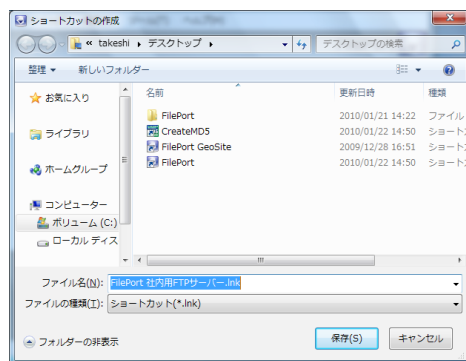 ショートカットの作成
« takeshi ▸ デスクトップ ▸
デスクトップの検索
整理 ▼ 新しいフォルダー
お気に入り
ライブラリ
ホームグループ
コンピューター
ボリューム (C:)
ローカル ディス
名前 更新日時 種類
FilePort 2010/01/21 14:22 ファイル
CreateMD5 2010/01/22 14:50 ショート
FilePort GeoSite 2009/12/28 16:51 ショート
FilePort 2010/01/22 14:50 ショート
ファイル名(N): FilePort 社内用FTPサーバー.lnk
ファイルの種類(T): ショートカット(*.lnk)
フォルダーの非表示
保存(S) キャンセル